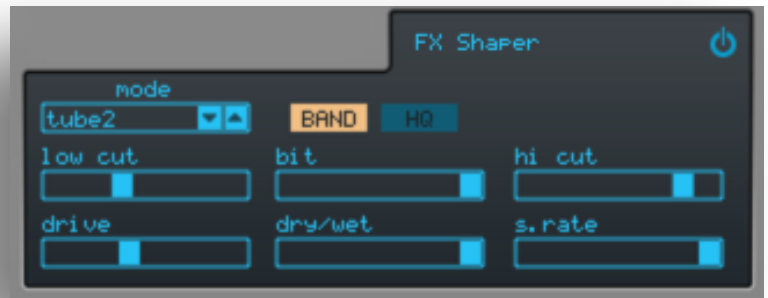 FX Shaper
mode
tube2 BAND HQ
low cut bit hi cut
drive dry/wet s.rate